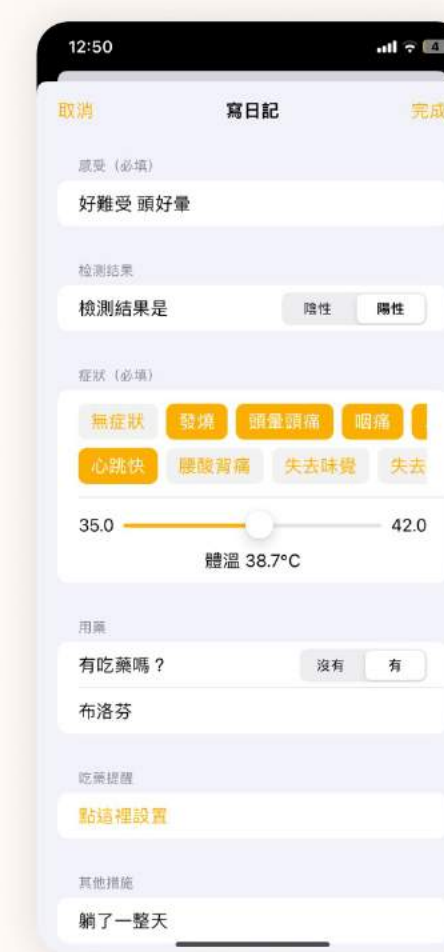 12:50
取消 寫日記 完成
感受（必填）
好難受 頭好暈
檢測結果
檢測結果是 陰性 陽性
症狀（必填）
無症狀 發燒 頭暈頭痛 咽痛
心跳快 腰酸背痛 失去味覺 失去
35.0 42.0
體溫 38.7°C
用藥
有吃藥嗎？ 沒有 有
布洛芬
吃藥提醒
點這裡設置
其他措施
躺了一整天